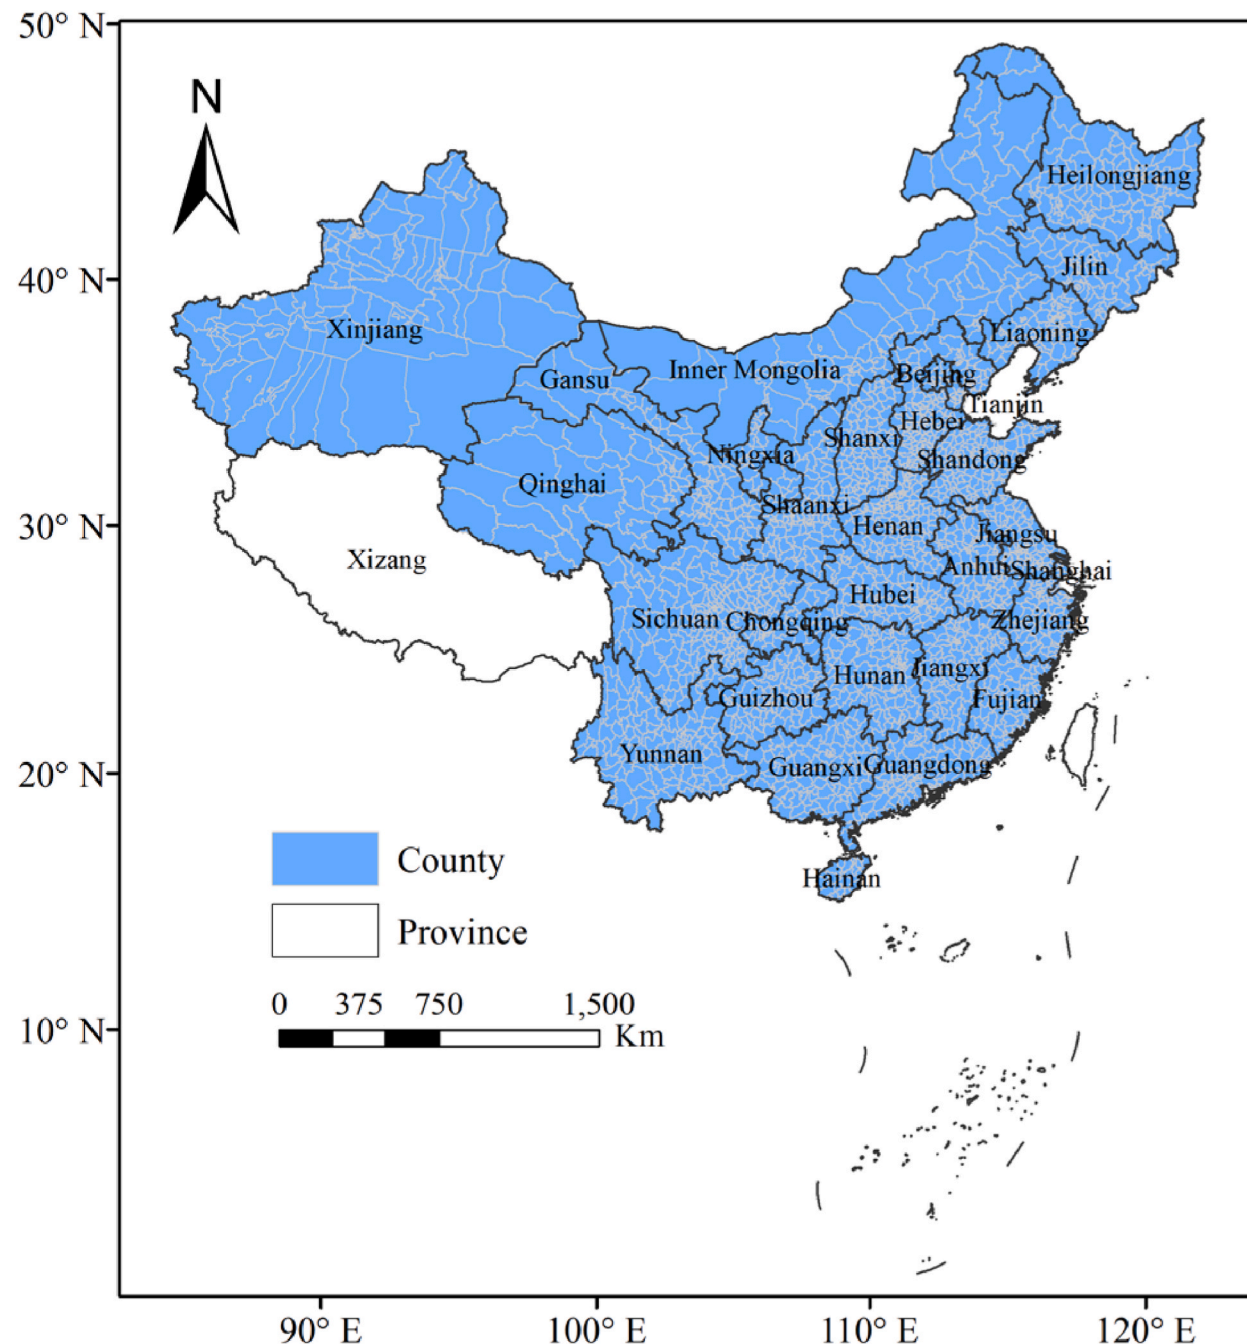 50° N
N
Heilongjiang
Jilin
40° N
Xinjiang
Liaoning
Inner Mongolia
Beijing
Gansu
Tianjin
Hebei
Shanxi
Ningxia
Shandong
Qinghai
Shaanxi
30° N
Henan
Jiangsu
Xizang
Anhui
Shanghai
Hubei
Sichuan
Chongqing
Zhejiang
Hunan
Jiangxi
Guizhou
Fujian
Yunnan
Guangxi
Guangdong
20° N
County
Hainan
Province
0 375 750 1,500
Km
10° N
90° E 100° E 110° E 120° E